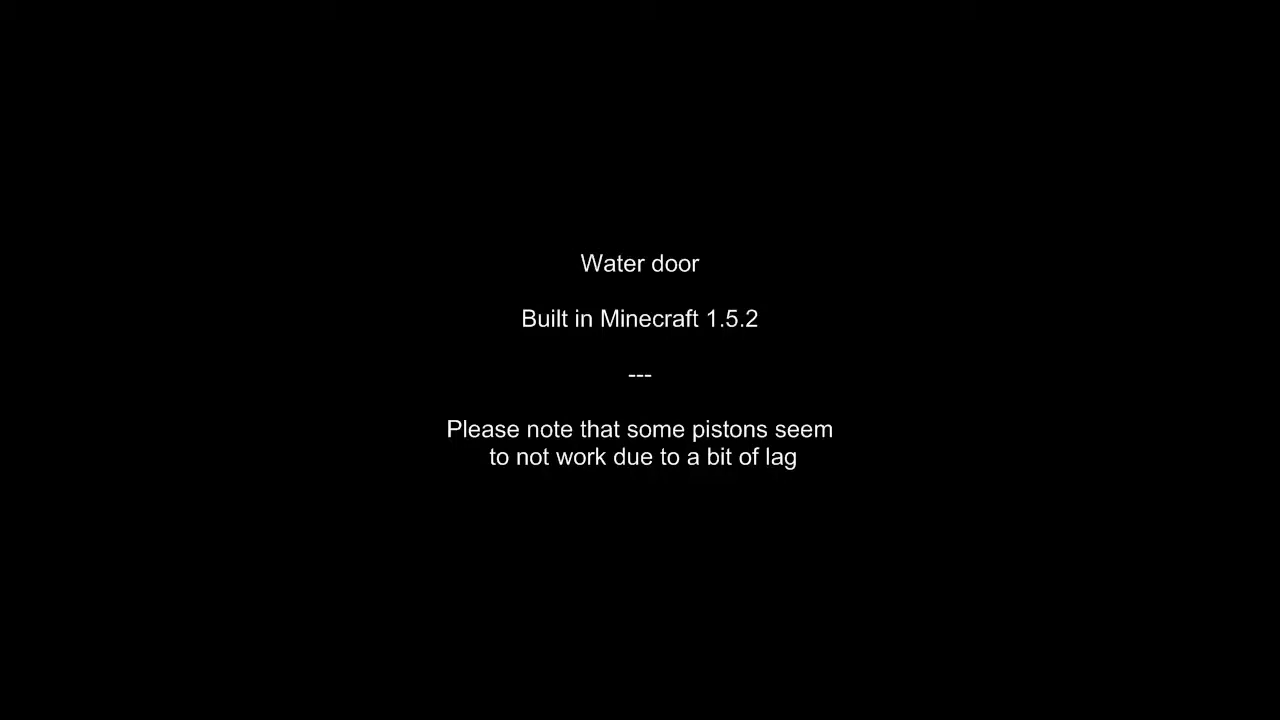 Water door
Built in Minecraft 1.5.2
---
Please note that some pistons seem
to not work due to a bit of lag